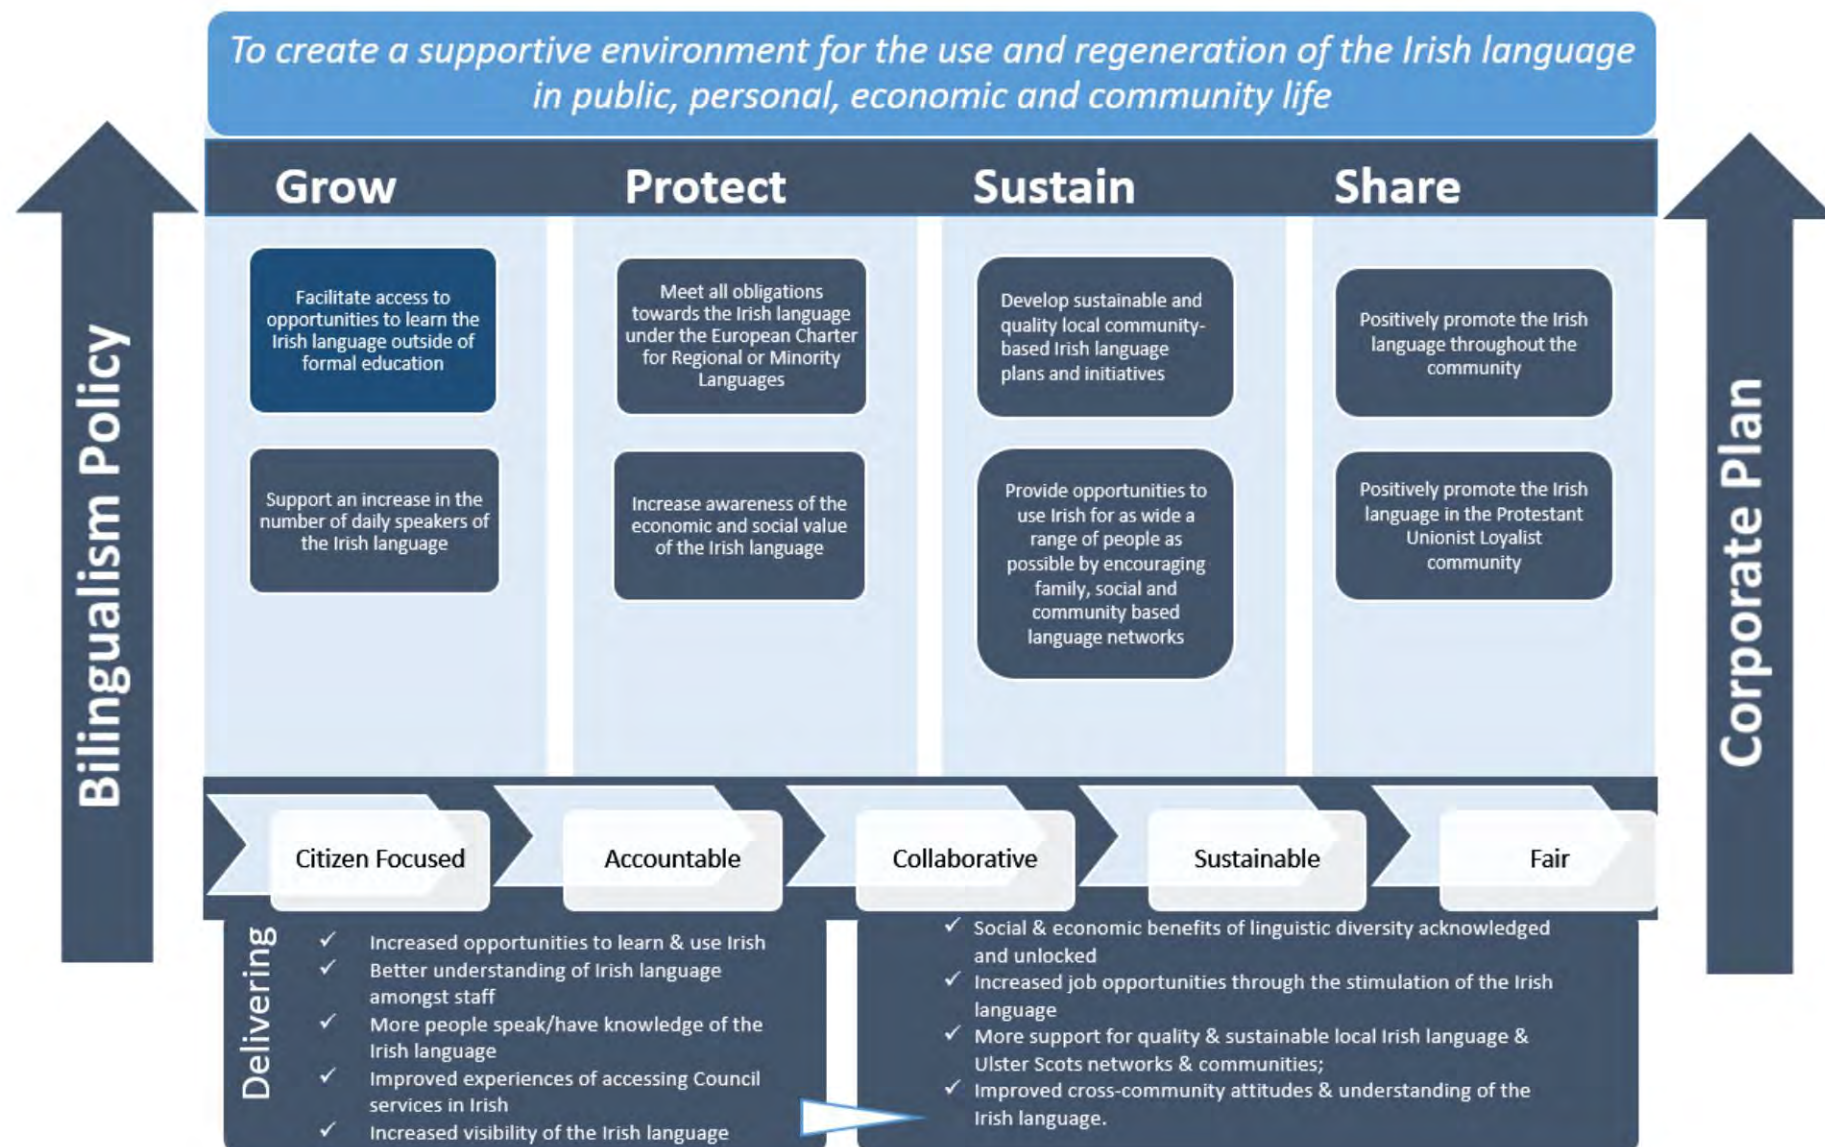 To create a supportive environment for the use and regeneration of the Irish language
in public, personal, economic and community life
Bilingualism Policy
Grow
Protect
Sustain
Share
Facilitate access to
opportunities to learn the
Irish language outside of
formal education
Meet all obligations
towards the Irish language
under the European Charter
for Regional or Minority
Languages
Develop sustainable and
quality local community-
based Irish language
plans and initiatives
Positively promote the Irish
language throughout the
community
Support an increase in the
number of daily speakers of
the Irish language
Increase awareness of the
economic and social value
of the Irish language
Provide opportunities to
use Irish for as wide a
range of people as
possible by encouraging
family, social and
community based
language networks
Positively promote the Irish
language in the Protestant
Unionist Loyalist
community
Corporate Plan
Citizen Focused
Accountable
Collaborative
Sustainable
Fair
Delivering
✓ Increased opportunities to learn & use Irish
✓ Better understanding of Irish language
amongst staff
✓ More people speak/have knowledge of the
Irish language
✓ Improved experiences of accessing Council
services in Irish
✓ Increased visibility of the Irish language
✓ Social & economic benefits of linguistic diversity acknowledged
and unlocked
✓ Increased job opportunities through the stimulation of the Irish
language
✓ More support for quality & sustainable local Irish language &
Ulster Scots networks & communities;
✓ Improved cross-community attitudes & understanding of the
Irish language.